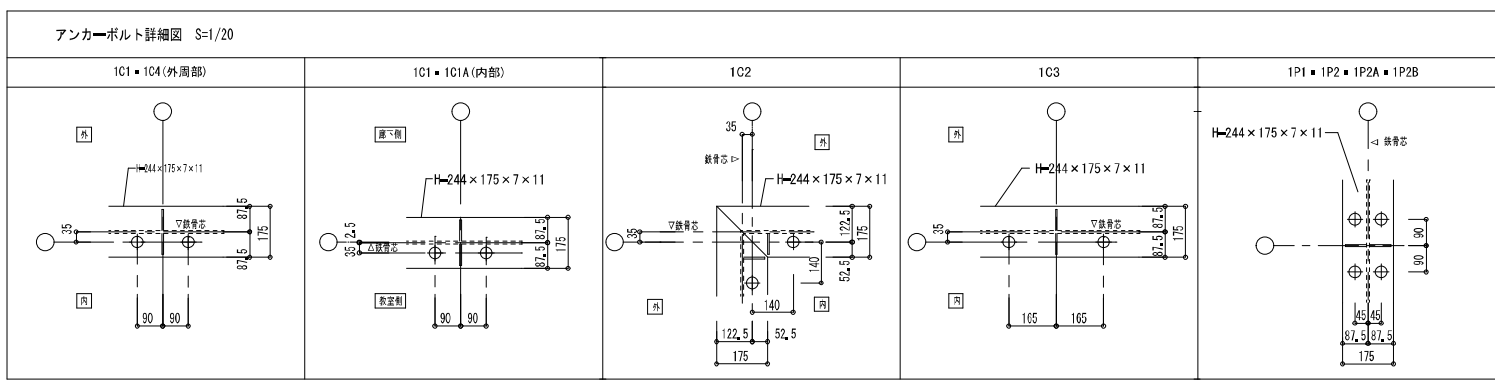 アンカーボルト詳細図 S=1/20
1C1・1C4(外周部)
1C1・1C1A(内部)
1C2
1C3
1P1・1P2・1P2A・1P2B
外
H-244×175×7×11
▽鉄骨芯
35
87.5
87.5
175
内
90
90
廊下側
H-244×175×7×11
△鉄骨芯
35
2.5
87.5
87.5
175
教室側
90
90
35
外
鉄骨芯▷
H-244×175×7×11
▽鉄骨芯
35
122.5
52.5
175
140
140
外
内
122.5
52.5
175
外
H-244×175×7×11
▽鉄骨芯
35
87.5
87.5
175
内
165
165
H-244×175×7×11
◁ 鉄骨芯
90
90
45
45
87.5
87.5
175